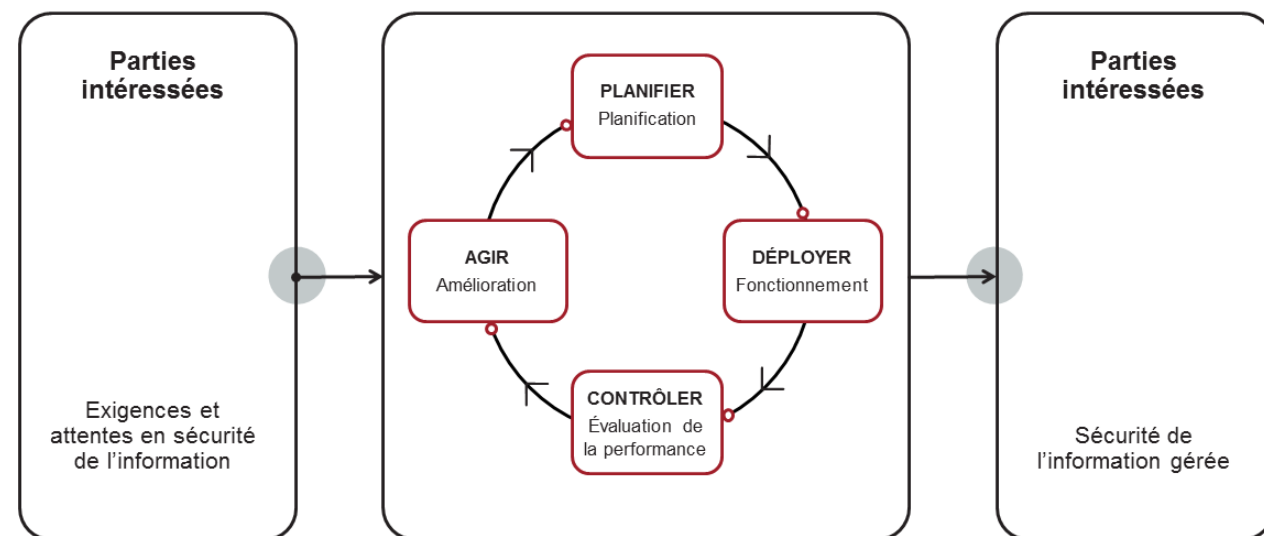 Parties
intéressées
Exigences et
attentes en sécurité
de l’information
PLANIFIER
Planification
DÉPLOYER
Fonctionnement
CONTRÔLER
Évaluation de
la performance
AGIR
Amélioration
Parties
intéressées
Sécurité de
l’information gérée